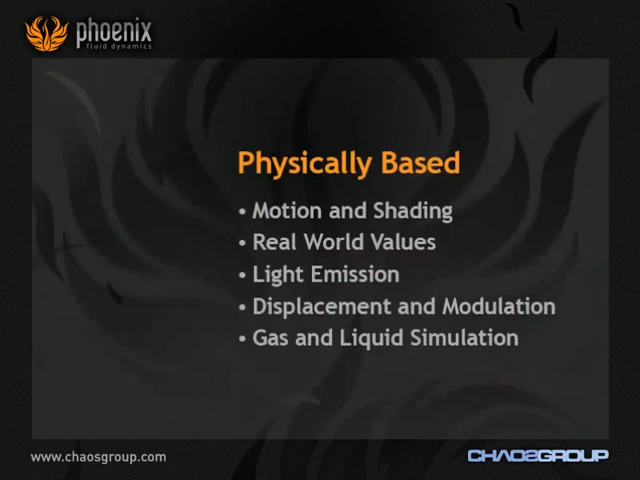 phoenix
fluid dynamics
Physically Based
• Motion and Shading
• Real World Values
• Light Emission
• Displacement and Modulation
• Gas and Liquid Simulation
www.chaosgroup.com
CHAOSGROUP